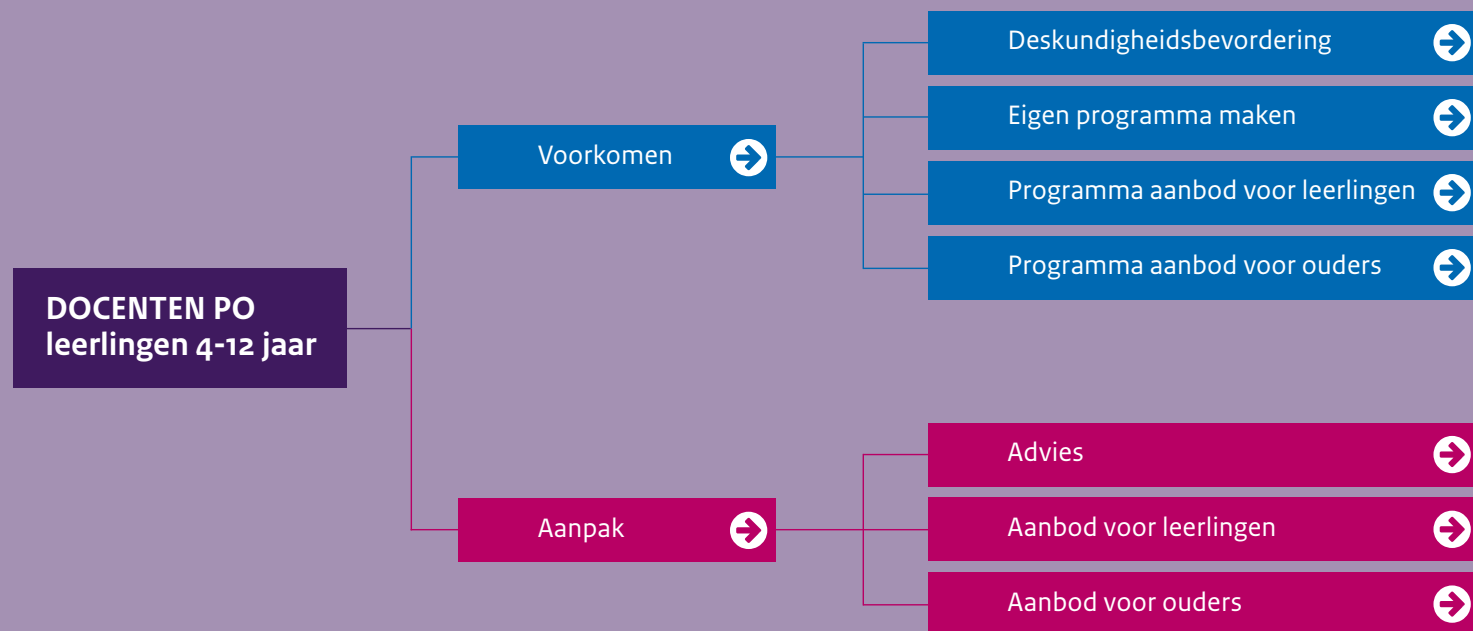 DOCENTEN PO
leerlingen 4-12 jaar
Voorkomen
Deskundigheidsbevordering
Eigen programma maken
Programma aanbod voor leerlingen
Programma aanbod voor ouders
Aanpak
Advies
Aanbod voor leerlingen
Aanbod voor ouders